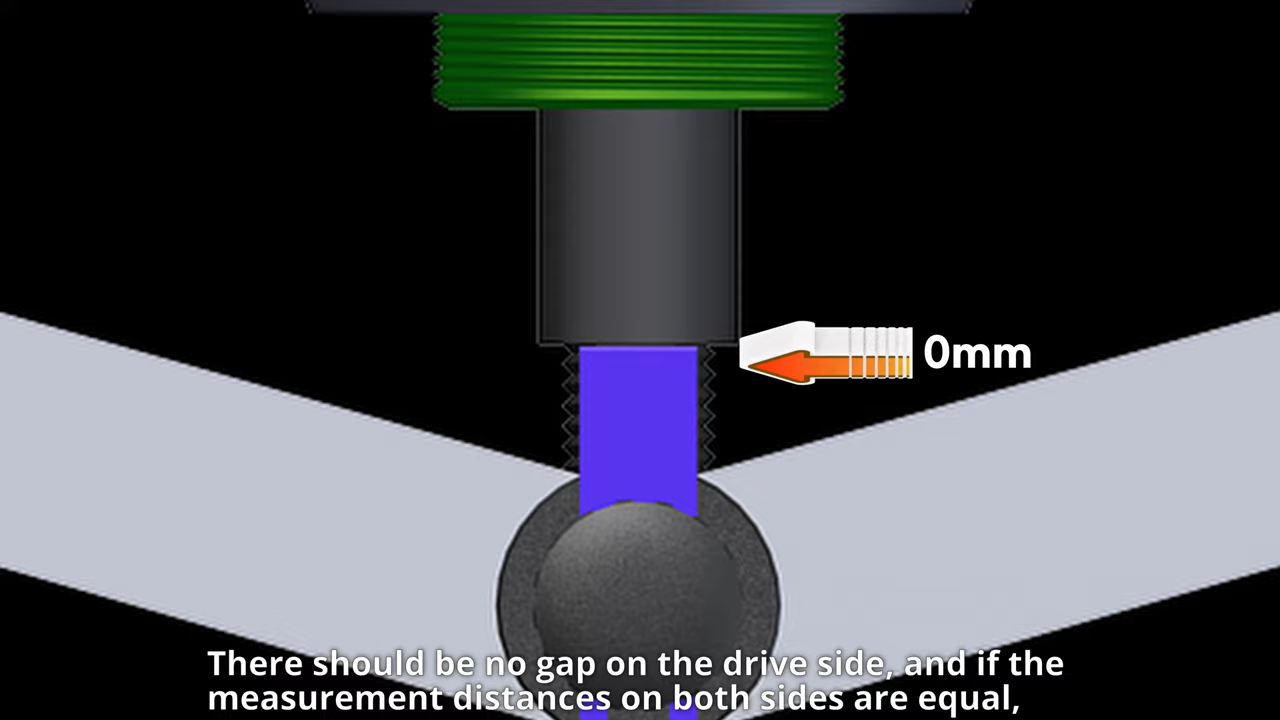 0mm
There should be no gap on the drive side, and if the
measurement distances on both sides are equal,